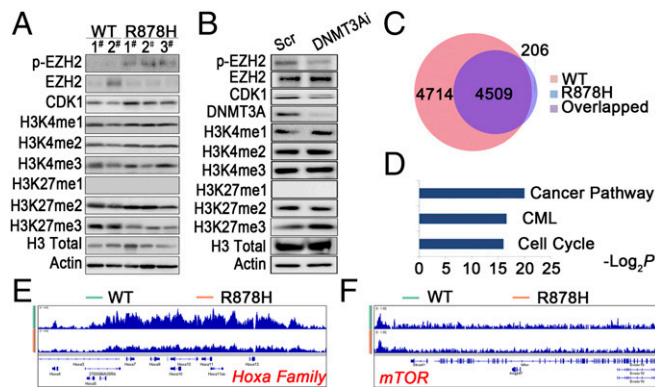 A
WT R878H
1# 2# 1# 2# 3#
p-EZH2
EZH2
CDK1
H3K4me1
H3K4me2
H3K4me3
H3K27me1
H3K27me2
H3K27me3
H3 Total
Actin
B
Scr DNMT3Ai
p-EZH2
EZH2
CDK1
DNMT3A
H3K4me1
H3K4me2
H3K4me3
H3K27me1
H3K27me2
H3K27me3
H3 Total
Actin
C
206
4714 4509
WT
R878H
Overlapped
D
Cancer Pathway
CML
Cell Cycle
0 5 10 15 20 25
-Log2P
E
WT R878H
Hoxa Family
F
WT R878H
mTOR